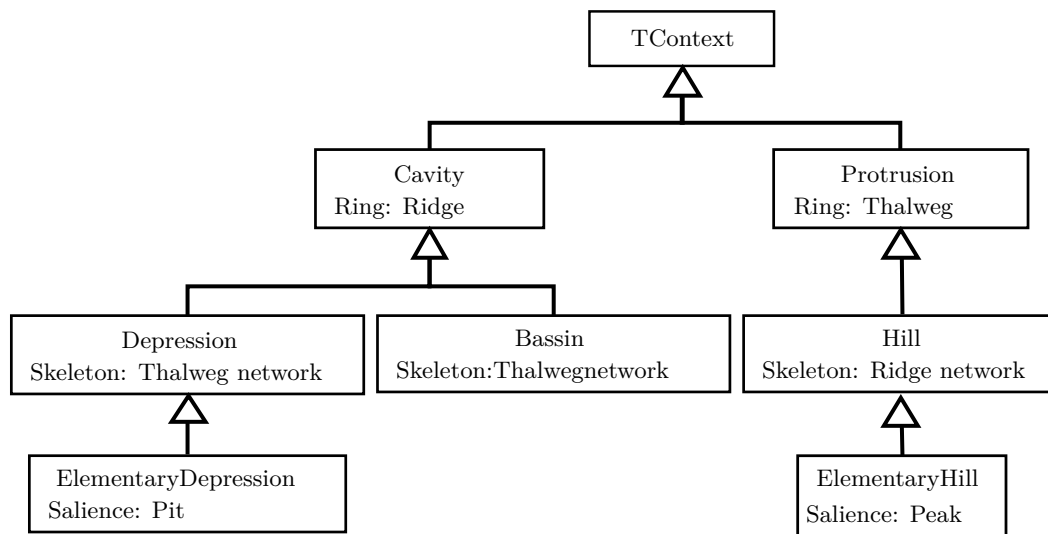 TContext
Cavity
Ring: Ridge
Protrusion
Ring: Thalweg
Depression
Skeleton: Thalweg network
Bassin
Skeleton:Thalwegnetwork
Hill
Skeleton: Ridge network
ElementaryDepression
Salience: Pit
ElementaryHill
Salience: Peak